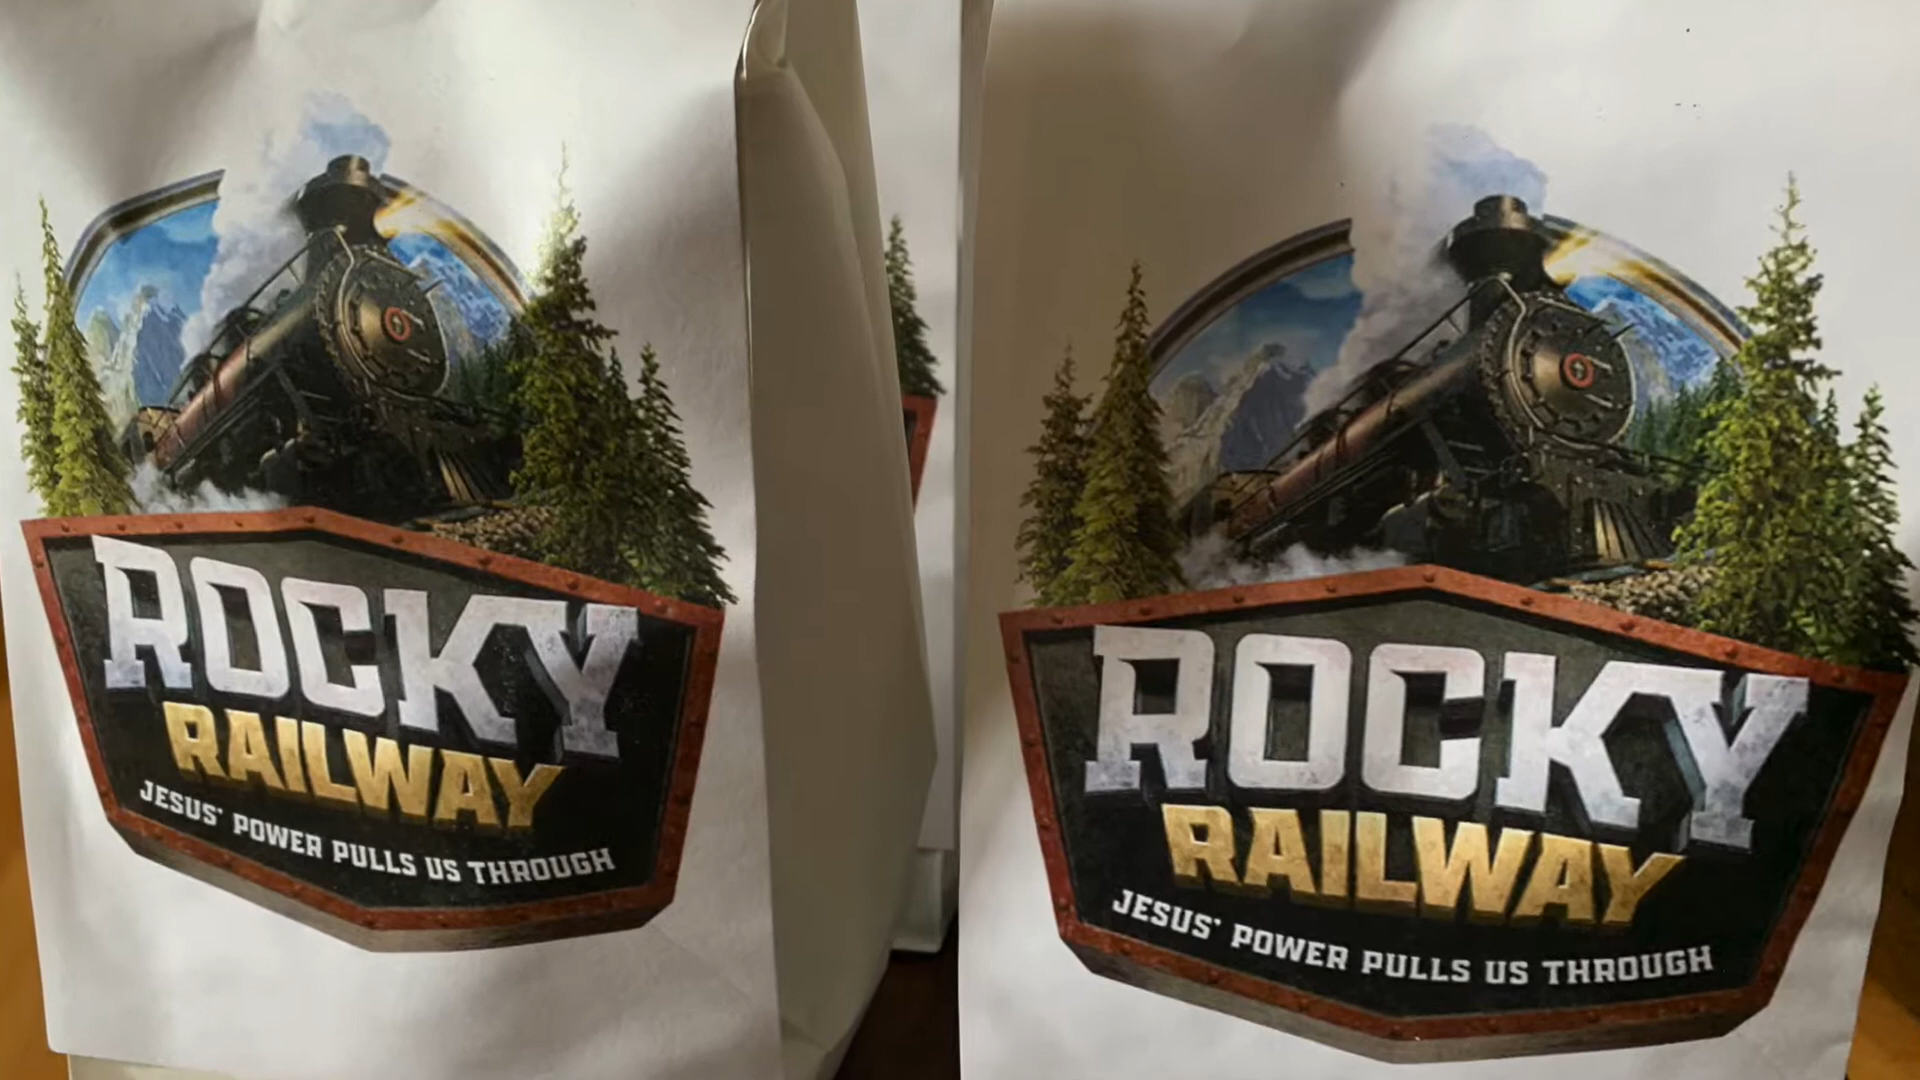 ROCKY
RAILWAY
JESUS' POWER PULLS US THROUGH
ROCKY
RAILWAY
JESUS' POWER PULLS US THROUGH